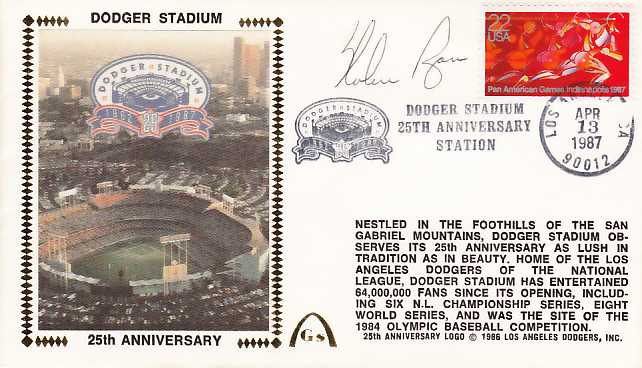 DODGER STADIUM
DODGER STADIUM
1962 25 1987
22
USA
Pan American Games Indianapolis 1987
DODGER STADIUM
DODGER STADIUM
25TH ANNIVERSARY
STATION
LOS
CA
APR
13
1987
90012
NESTLED IN THE FOOTHILLS OF THE SAN
GABRIEL MOUNTAINS, DODGER STADIUM OB-
SERVES ITS 25th ANNIVERSARY AS LUSH IN
TRADITION AS IN BEAUTY. HOME OF THE LOS
ANGELES DODGERS OF THE NATIONAL
LEAGUE, DODGER STADIUM HAS ENTERTAINED
64,000,000 FANS SINCE ITS OPENING, INCLUD-
ING SIX N.L. CHAMPIONSHIP SERIES, EIGHT
WORLD SERIES, AND WAS THE SITE OF THE
1984 OLYMPIC BASEBALL COMPETITION.
25th ANNIVERSARY LOGO © 1986 LOS ANGELES DODGERS, INC.
25th ANNIVERSARY
Gs